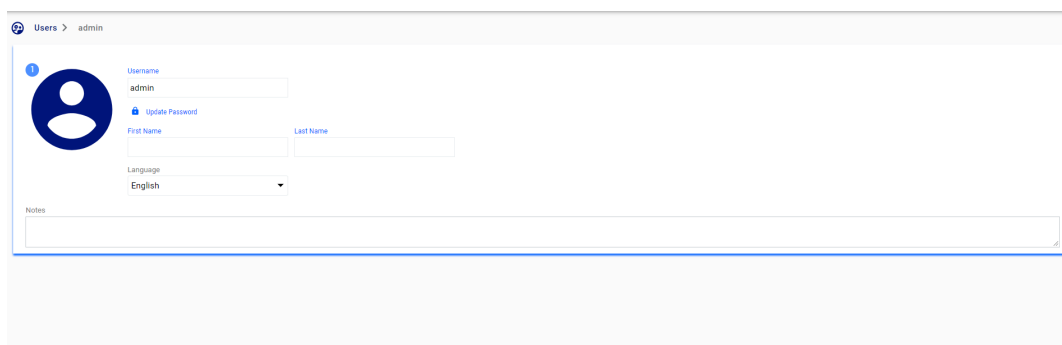 Users > admin
1
Username
admin
Update Password
First Name Last Name
Language
English
Notes